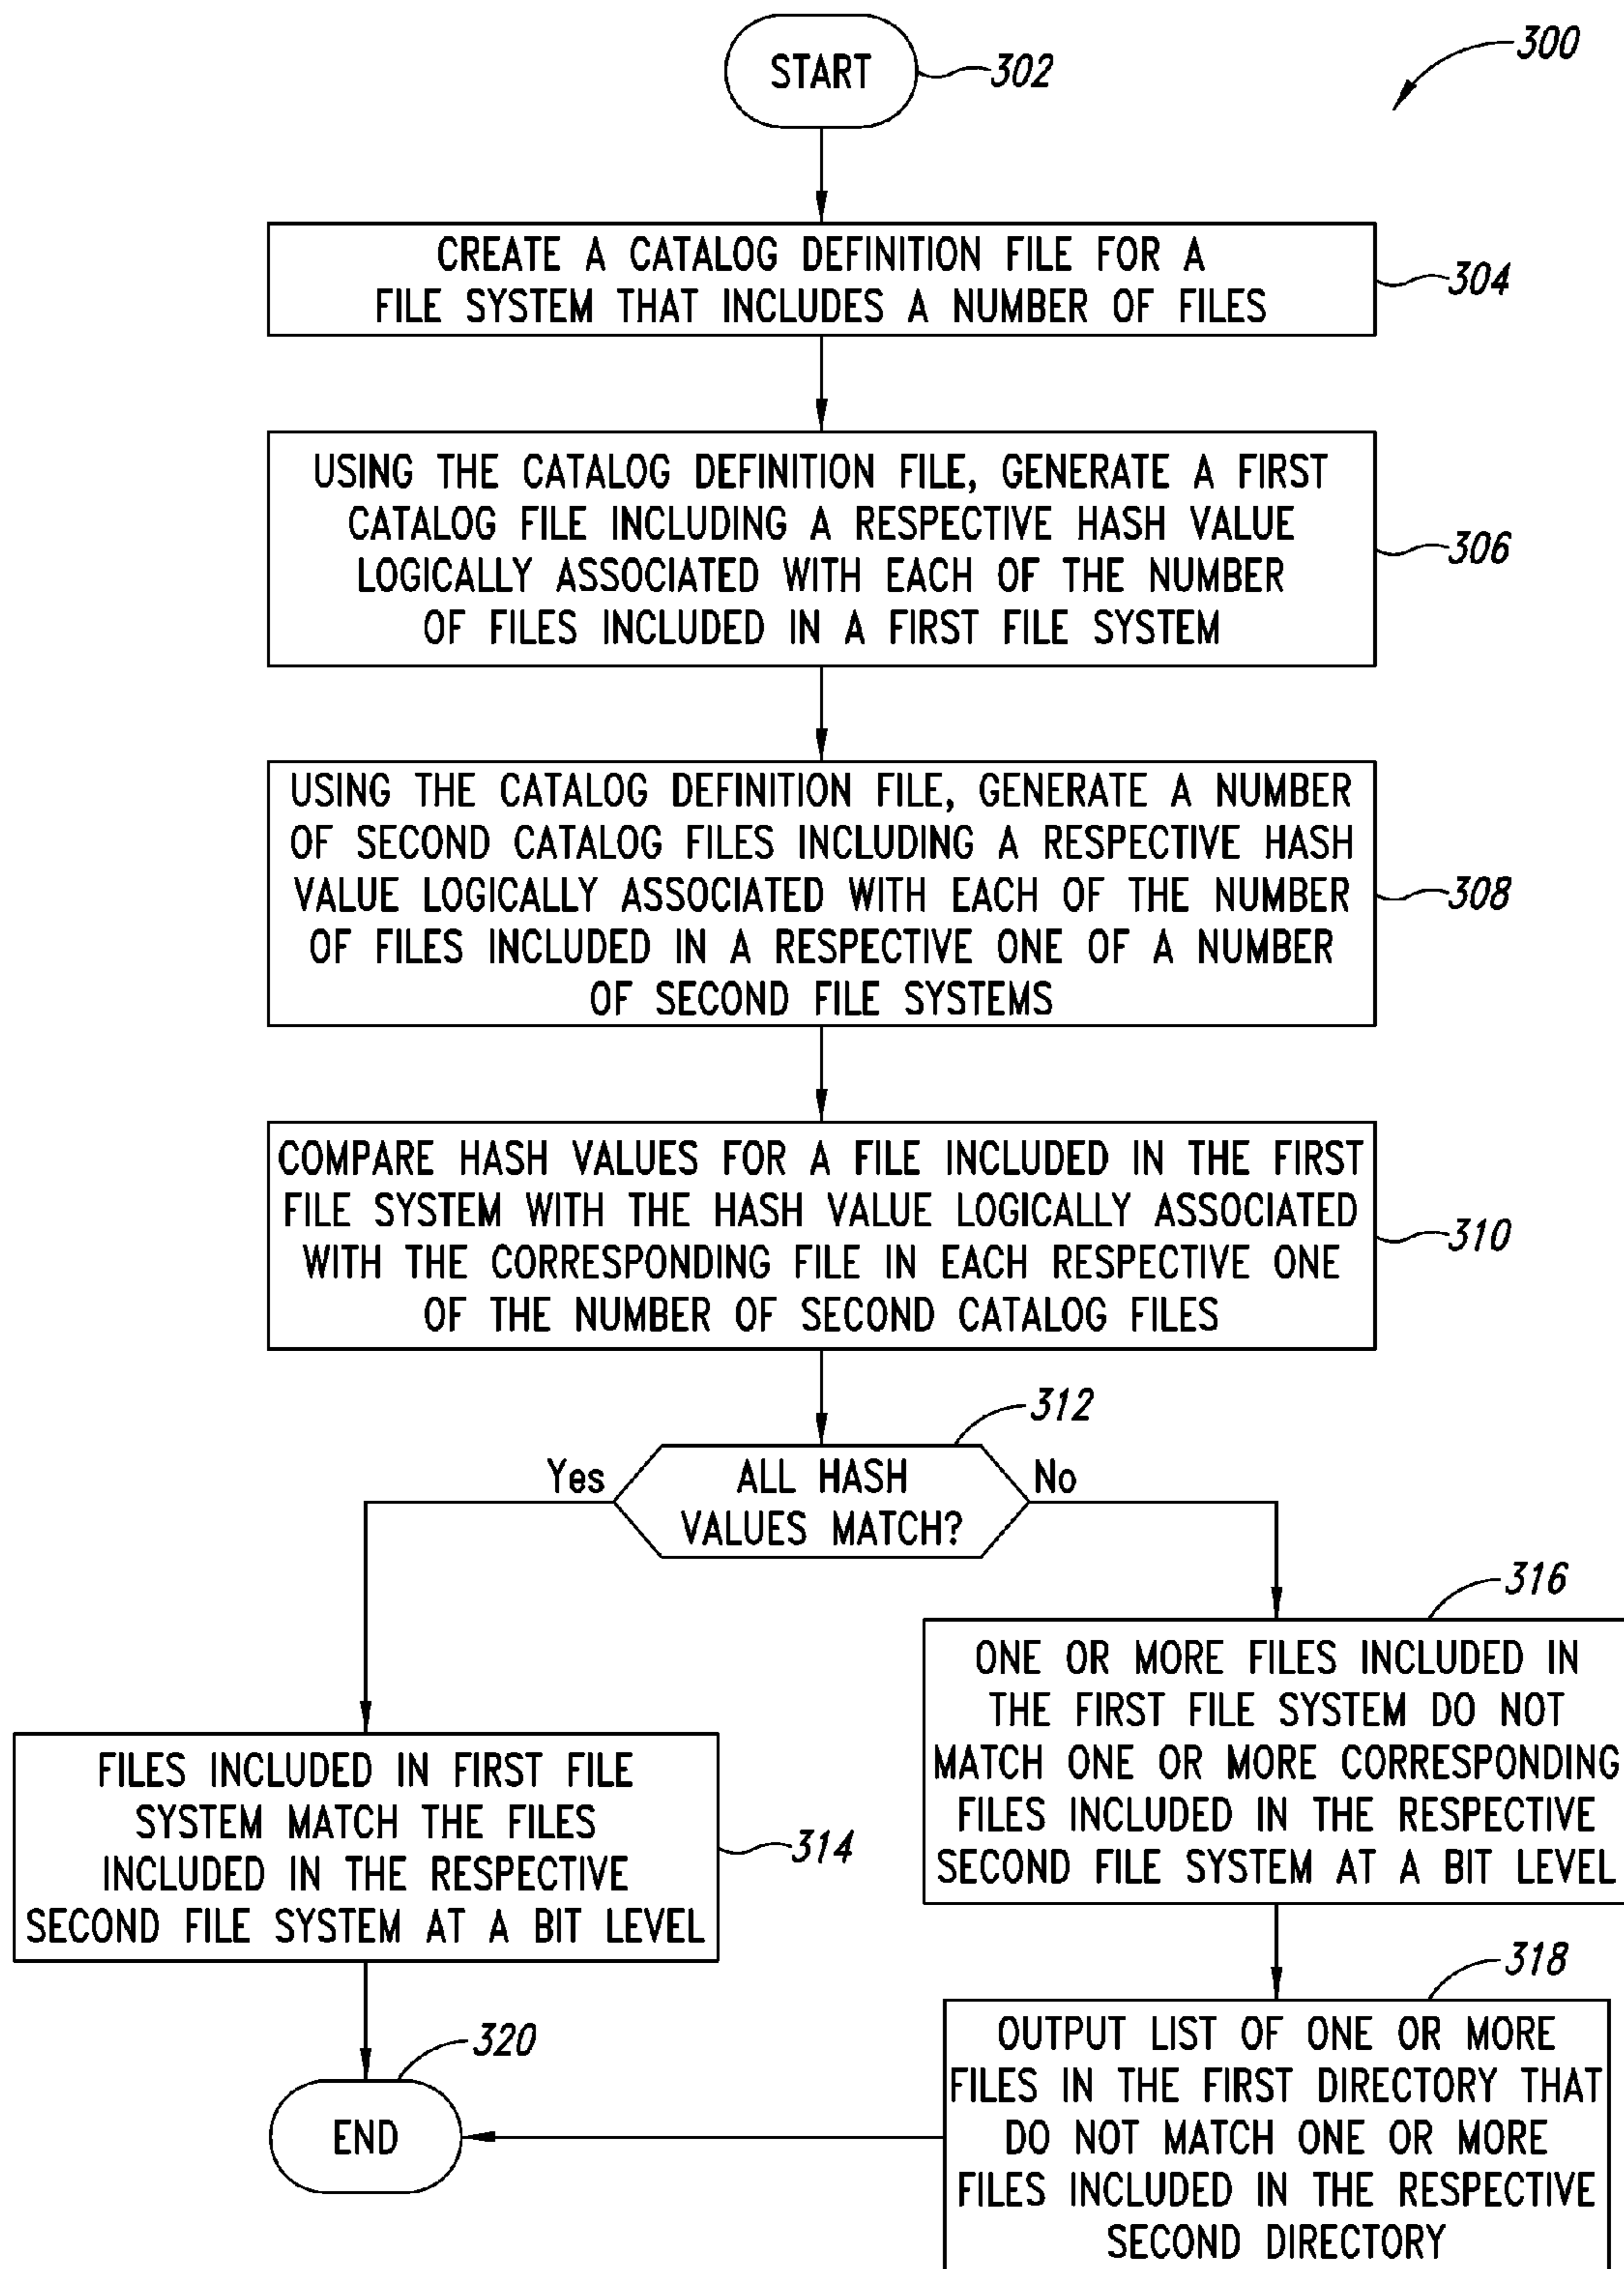 300
START
302
CREATE A CATALOG DEFINITION FILE FOR A
FILE SYSTEM THAT INCLUDES A NUMBER OF FILES
304
USING THE CATALOG DEFINITION FILE, GENERATE A FIRST
CATALOG FILE INCLUDING A RESPECTIVE HASH VALUE
LOGICALLY ASSOCIATED WITH EACH OF THE NUMBER
OF FILES INCLUDED IN A FIRST FILE SYSTEM
306
USING THE CATALOG DEFINITION FILE, GENERATE A NUMBER
OF SECOND CATALOG FILES INCLUDING A RESPECTIVE HASH
VALUE LOGICALLY ASSOCIATED WITH EACH OF THE NUMBER
OF FILES INCLUDED IN A RESPECTIVE ONE OF A NUMBER
OF SECOND FILE SYSTEMS
308
COMPARE HASH VALUES FOR A FILE INCLUDED IN THE FIRST
FILE SYSTEM WITH THE HASH VALUE LOGICALLY ASSOCIATED
WITH THE CORRESPONDING FILE IN EACH RESPECTIVE ONE
OF THE NUMBER OF SECOND CATALOG FILES
310
312
Yes
ALL HASH
VALUES MATCH?
No
316
ONE OR MORE FILES INCLUDED IN
THE FIRST FILE SYSTEM DO NOT
MATCH ONE OR MORE CORRESPONDING
FILES INCLUDED IN THE RESPECTIVE
SECOND FILE SYSTEM AT A BIT LEVEL
FILES INCLUDED IN FIRST FILE
SYSTEM MATCH THE FILES
INCLUDED IN THE RESPECTIVE
SECOND FILE SYSTEM AT A BIT LEVEL
314
318
OUTPUT LIST OF ONE OR MORE
FILES IN THE FIRST DIRECTORY THAT
DO NOT MATCH ONE OR MORE
FILES INCLUDED IN THE RESPECTIVE
SECOND DIRECTORY
320
END